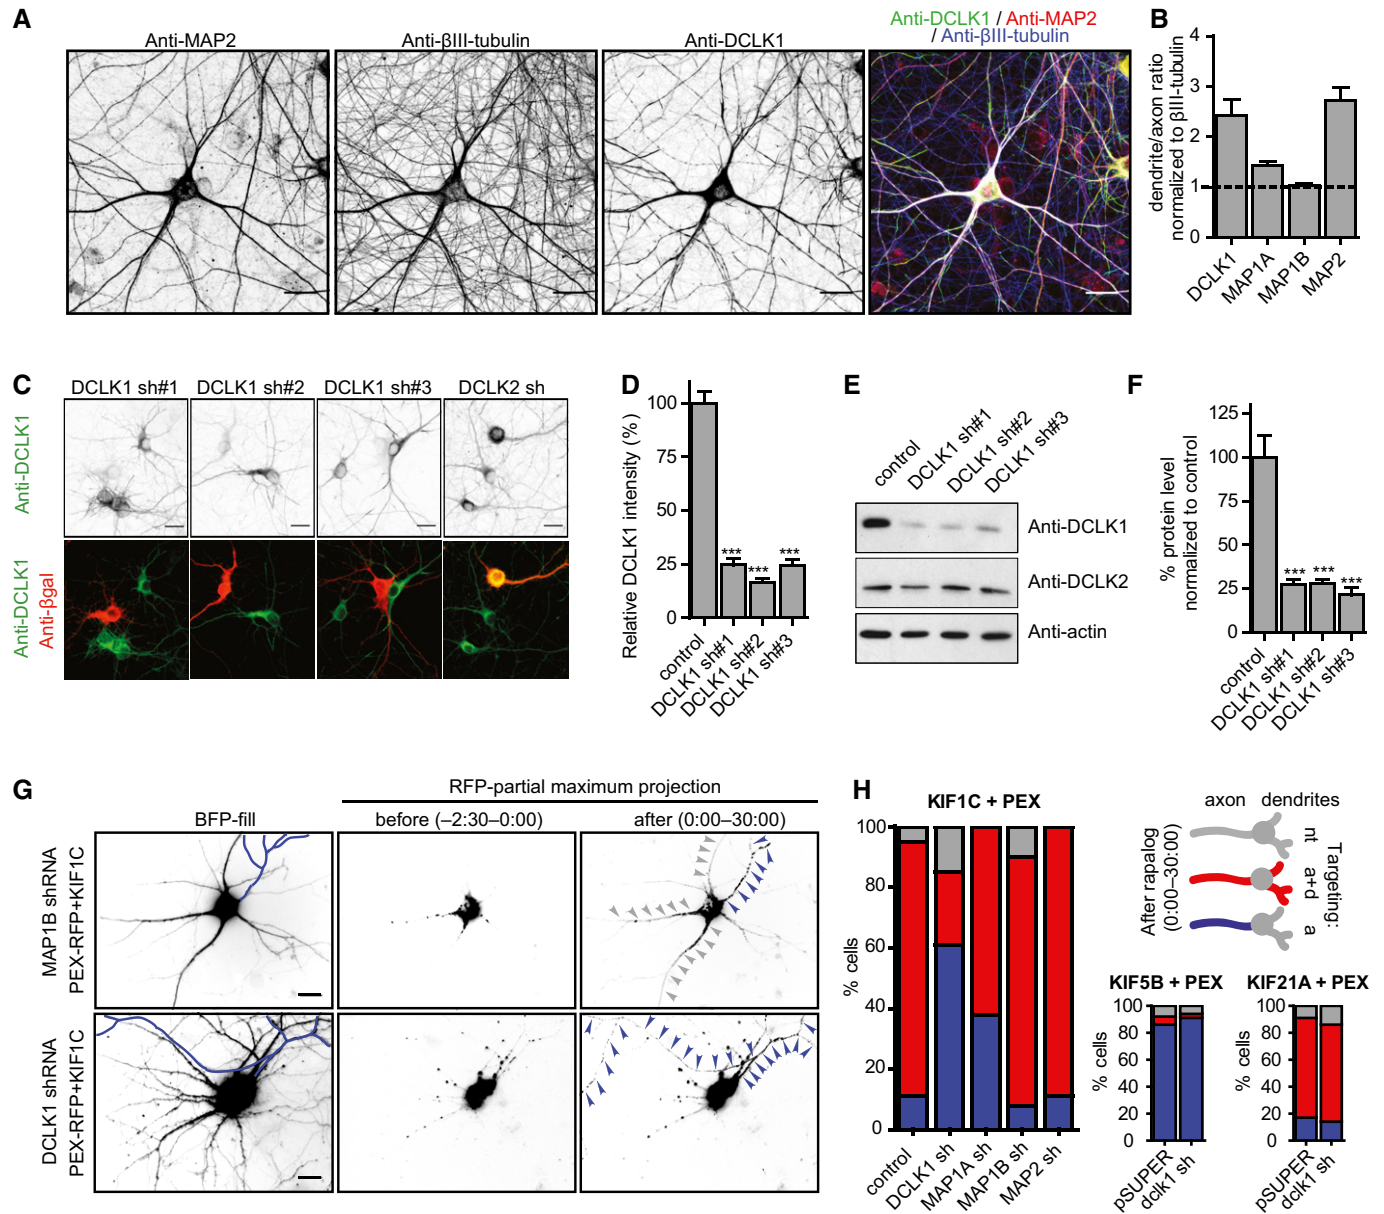 A
Anti-MAP2
Anti-βIII-tubulin
Anti-DCLK1
Anti-DCLK1 / Anti-MAP2
/ Anti-βIII-tubulin
B
dendrite/axon ratio
normalized to βIII-tubulin
4
3
2
1
0
DCLK1
MAP1A
MAP1B
MAP2
C
DCLK1 sh#1
DCLK1 sh#2
DCLK1 sh#3
DCLK2 sh
Anti-DCLK1
Anti-DCLK1
Anti-βgal
D
Relative DCLK1 intensity (%)
100
75
50
25
0
***
***
***
control
DCLK1 sh#1
DCLK1 sh#2
DCLK1 sh#3
E
control
DCLK1 sh#1
DCLK1 sh#2
DCLK1 sh#3
Anti-DCLK1
Anti-DCLK2
Anti-actin
F
% protein level
normalized to control
125
100
75
50
25
0
***
***
***
control
DCLK1 sh#1
DCLK1 sh#2
DCLK1 sh#3
G
RFP-partial maximum projection
BFP-fill
before (–2:30–0:00)
after (0:00–30:00)
MAP1B shRNA
PEX-RFP+KIF1C
DCLK1 shRNA
PEX-RFP+KIF1C
H
KIF1C + PEX
% cells
100
80
60
40
20
0
control
DCLK1 sh
MAP1A sh
MAP1B sh
MAP2 sh
axon
dendrites
After rapalog
(0:00–30:00)
nt
a+d
a
Targeting:
KIF5B + PEX
% cells
100
80
60
40
20
0
pSUPER
dclk1 sh
KIF21A + PEX
% cells
100
80
60
40
20
0
pSUPER
dclk1 sh